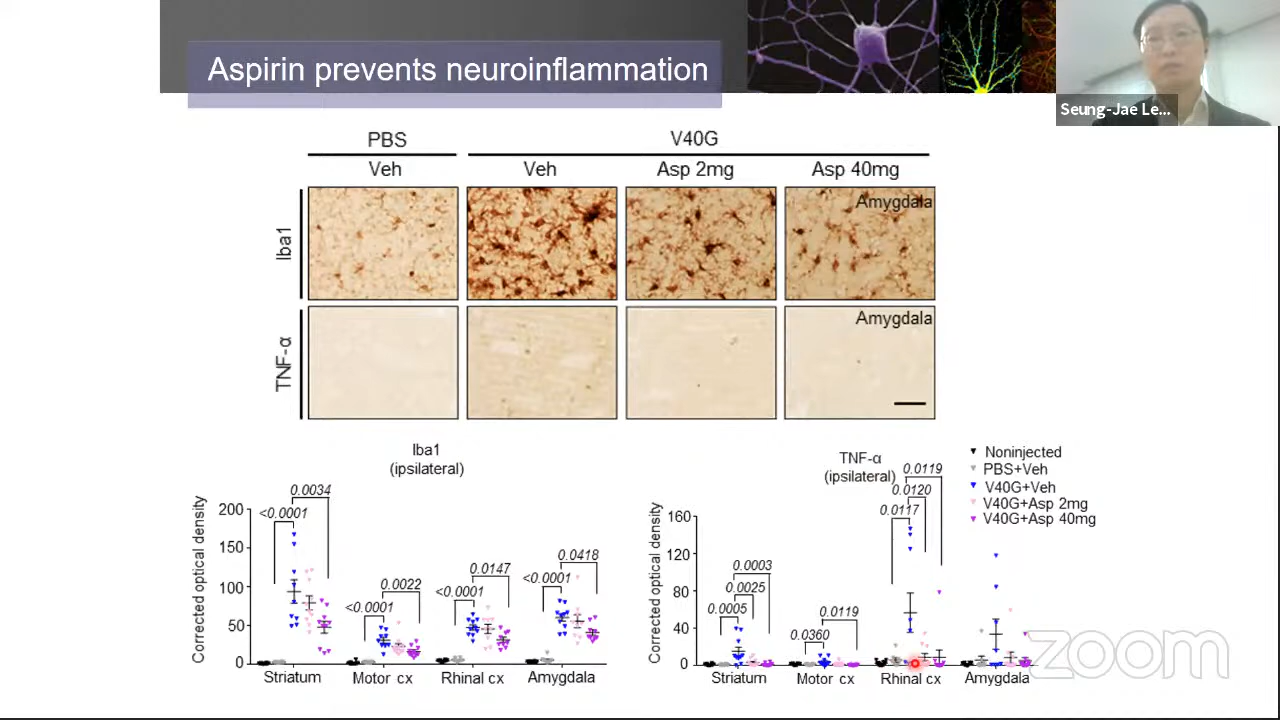 Aspirin prevents neuroinflammation
Seung-Jae Le...
PBS
V40G
Veh
Veh
Asp 2mg
Asp 40mg
Iba1
Amygdala
TNF-α
Amygdala
Iba1
(ipsilateral)
Corrected optical density
200
150
100
50
0
<0.0001
0.0034
<0.0001
0.0022
<0.0001
0.0147
<0.0001
0.0418
Striatum
Motor cx
Rhinal cx
Amygdala
TNF-α
(ipsilateral)
Corrected optical density
160
120
80
40
0
0.0005
0.0025
0.0003
0.0360
0.0119
0.0117
0.0120
0.0119
Striatum
Motor cx
Rhinal cx
Amygdala
Noninjected
PBS+Veh
V40G+Veh
V40G+Asp 2mg
V40G+Asp 40mg
zoom